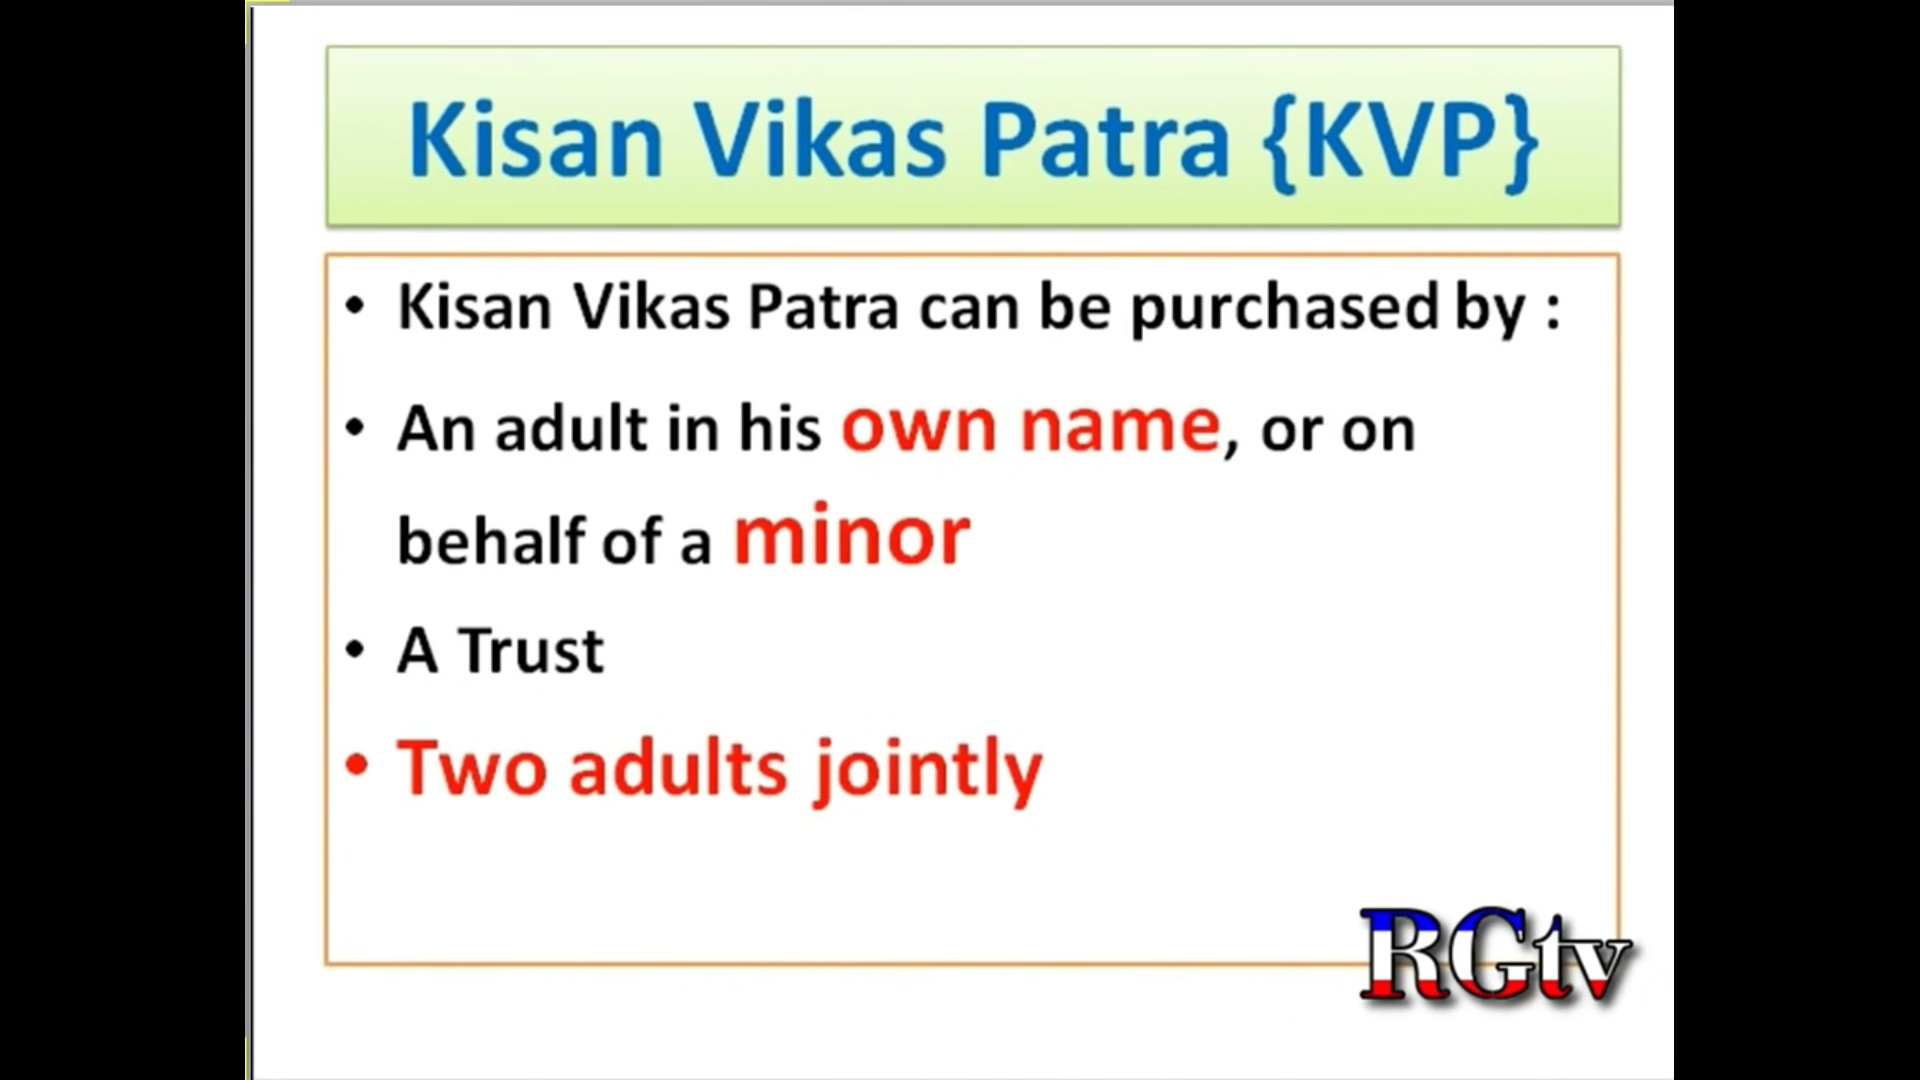 Kisan Vikas Patra {KVP}
• Kisan Vikas Patra can be purchased by :
• An adult in his own name, or on
behalf of a minor
• A Trust
• Two adults jointly
RGtv